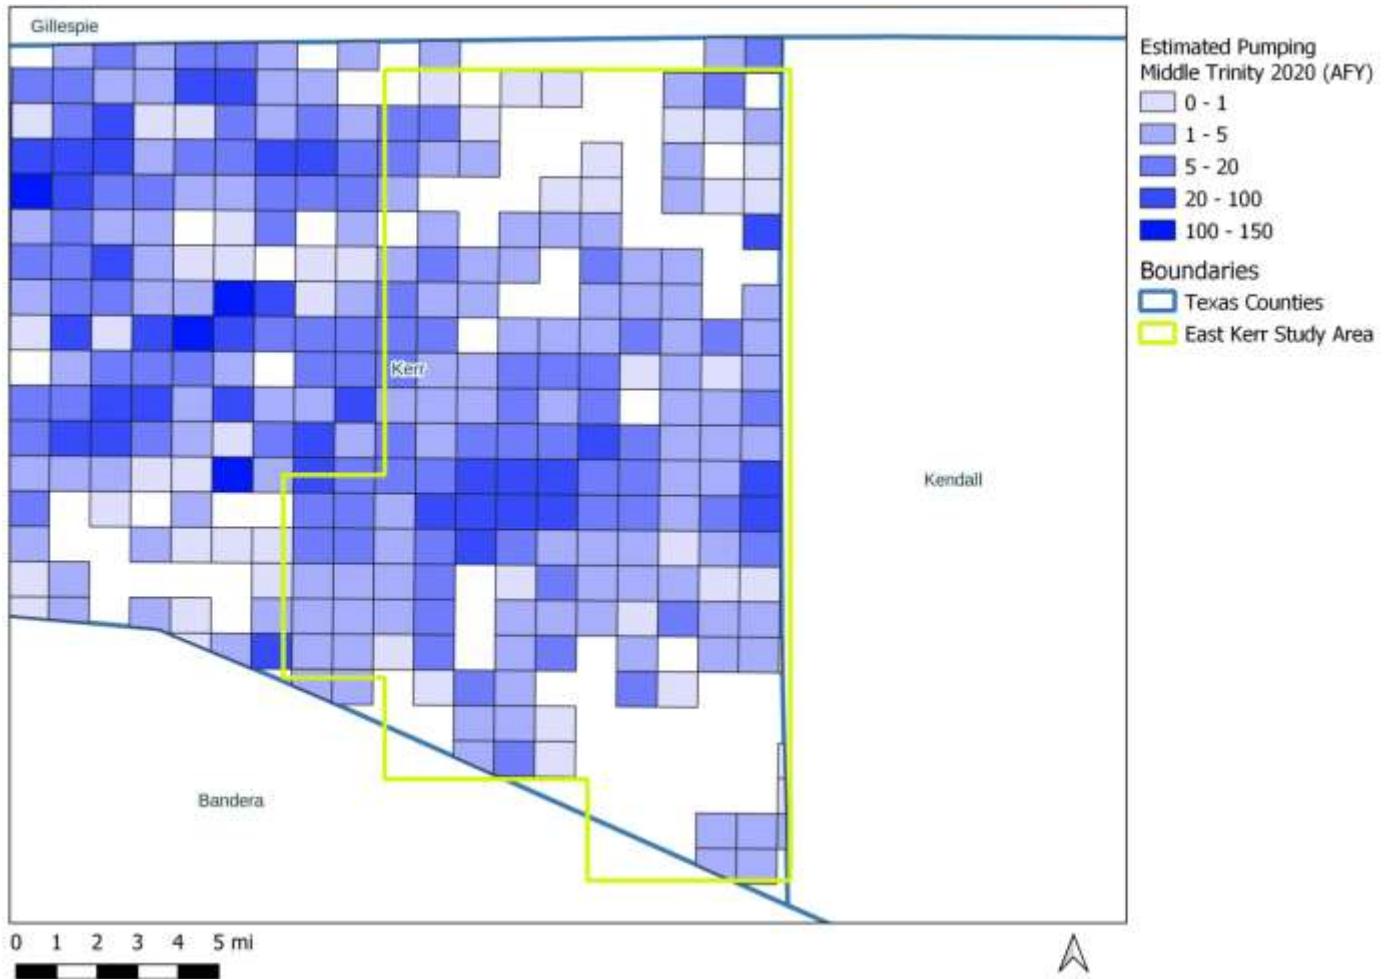 Gillespie
Estimated Pumping
Middle Trinity 2020 (AFY)
0 - 1
1 - 5
5 - 20
20 - 100
100 - 150
Boundaries
Texas Counties
East Kerr Study Area
Kerr
Kendall
Bandera
0 1 2 3 4 5 mi